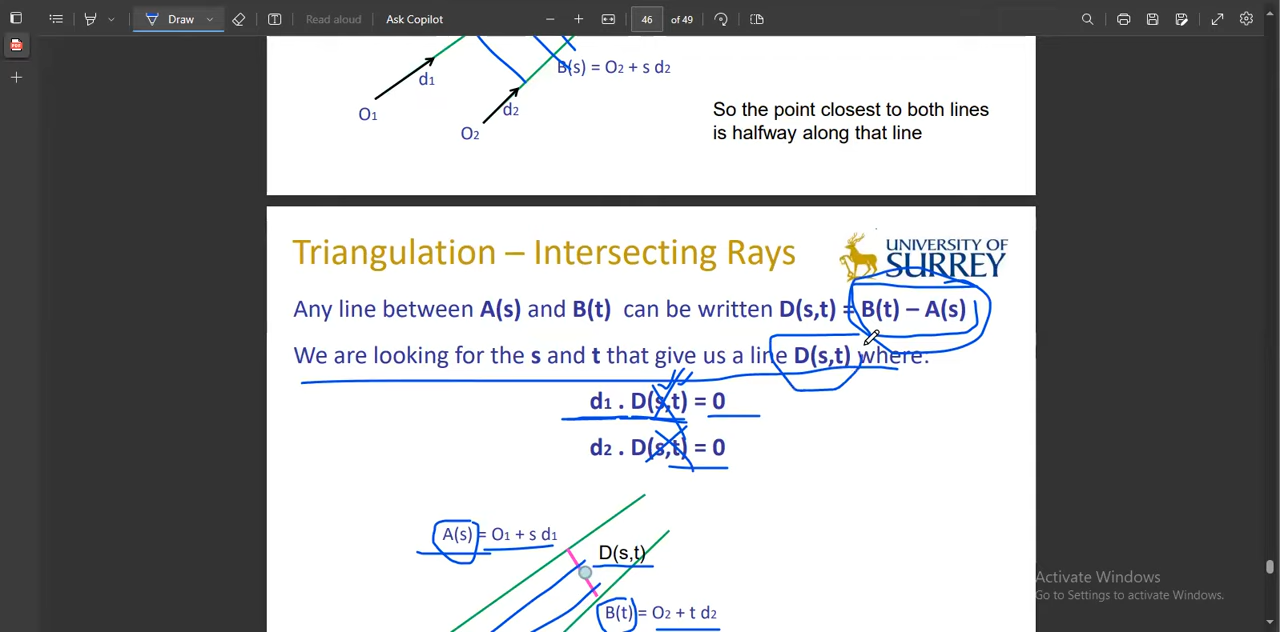 Draw
Read aloud
Ask Copilot
46
of 49
d1
B(s) = O2 + s d2
O1
d2
O2
So the point closest to both lines
is halfway along that line
Triangulation – Intersecting Rays
UNIVERSITY OF
SURREY
Any line between A(s) and B(t) can be written D(s,t) = B(t) – A(s)
We are looking for the s and t that give us a line D(s,t) where:
d1 . D(s,t) = 0
d2 . D(s,t) = 0
A(s) = O1 + s d1
D(s,t)
B(t) = O2 + t d2
Activate Windows
Go to Settings to activate Windows.